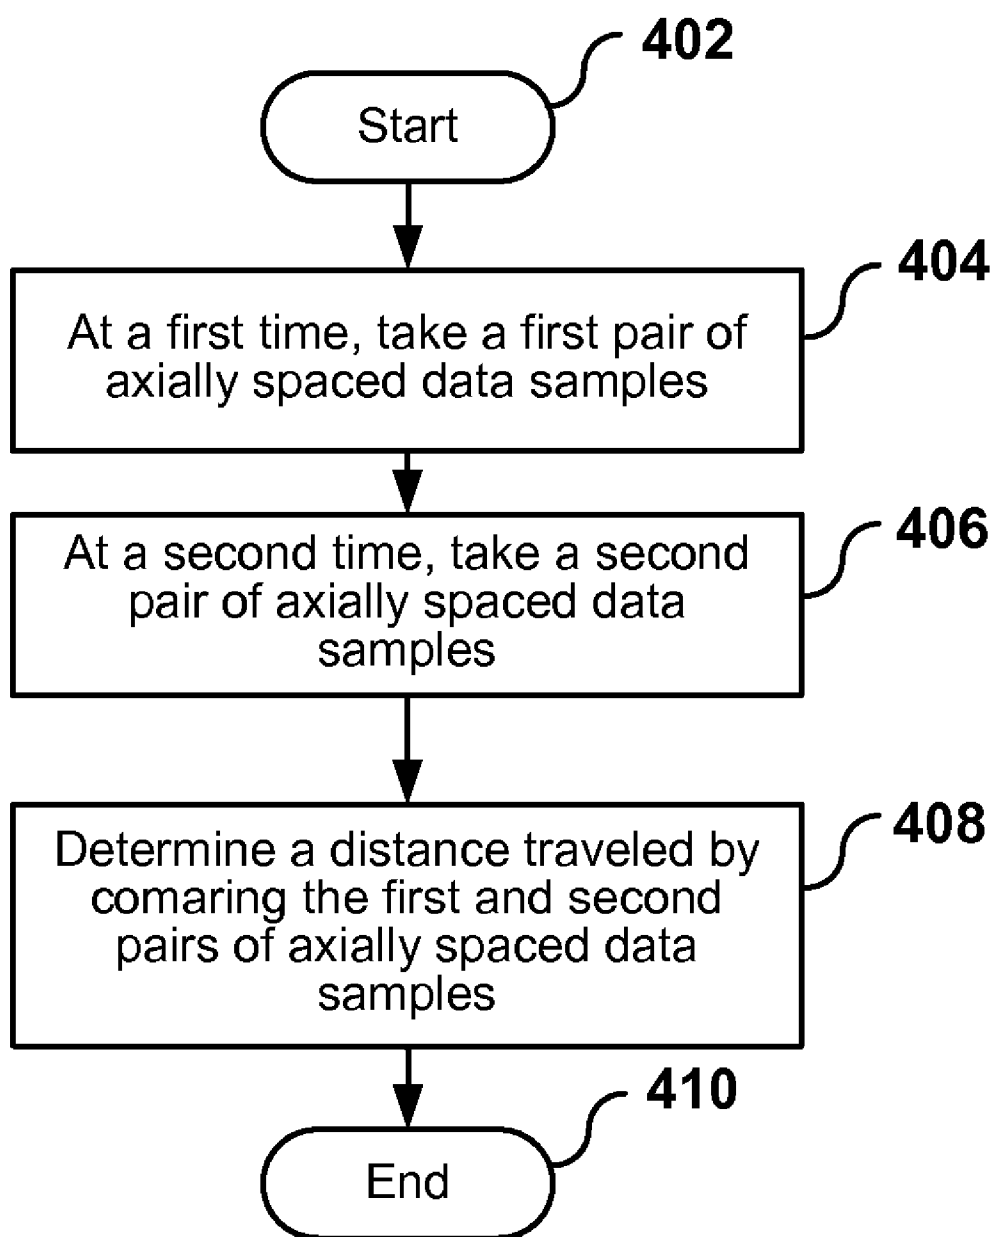 402
Start
404
At a first time, take a first pair of
axially spaced data samples
406
At a second time, take a second
pair of axially spaced data
samples
408
Determine a distance traveled by
comaring the first and second
pairs of axially spaced data
samples
410
End